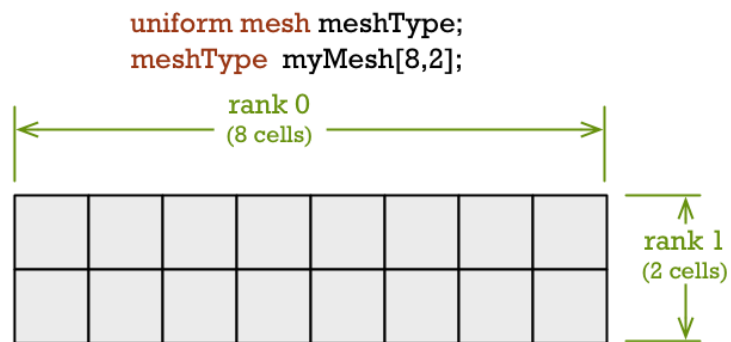 uniform mesh meshType;
meshType myMesh[8,2];
rank 0
(8 cells)
rank 1
(2 cells)